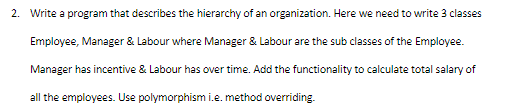 2. Write a program that describes the hierarchy of an organization. Here we need to write 3 classes
Employee, Manager & Labour where Manager & Labour are the sub classes of the Employee.
Manager has incentive & Labour has over time. Add the functionality to calculate total salary of
all the employees. Use polymorphism i.e. method overriding.